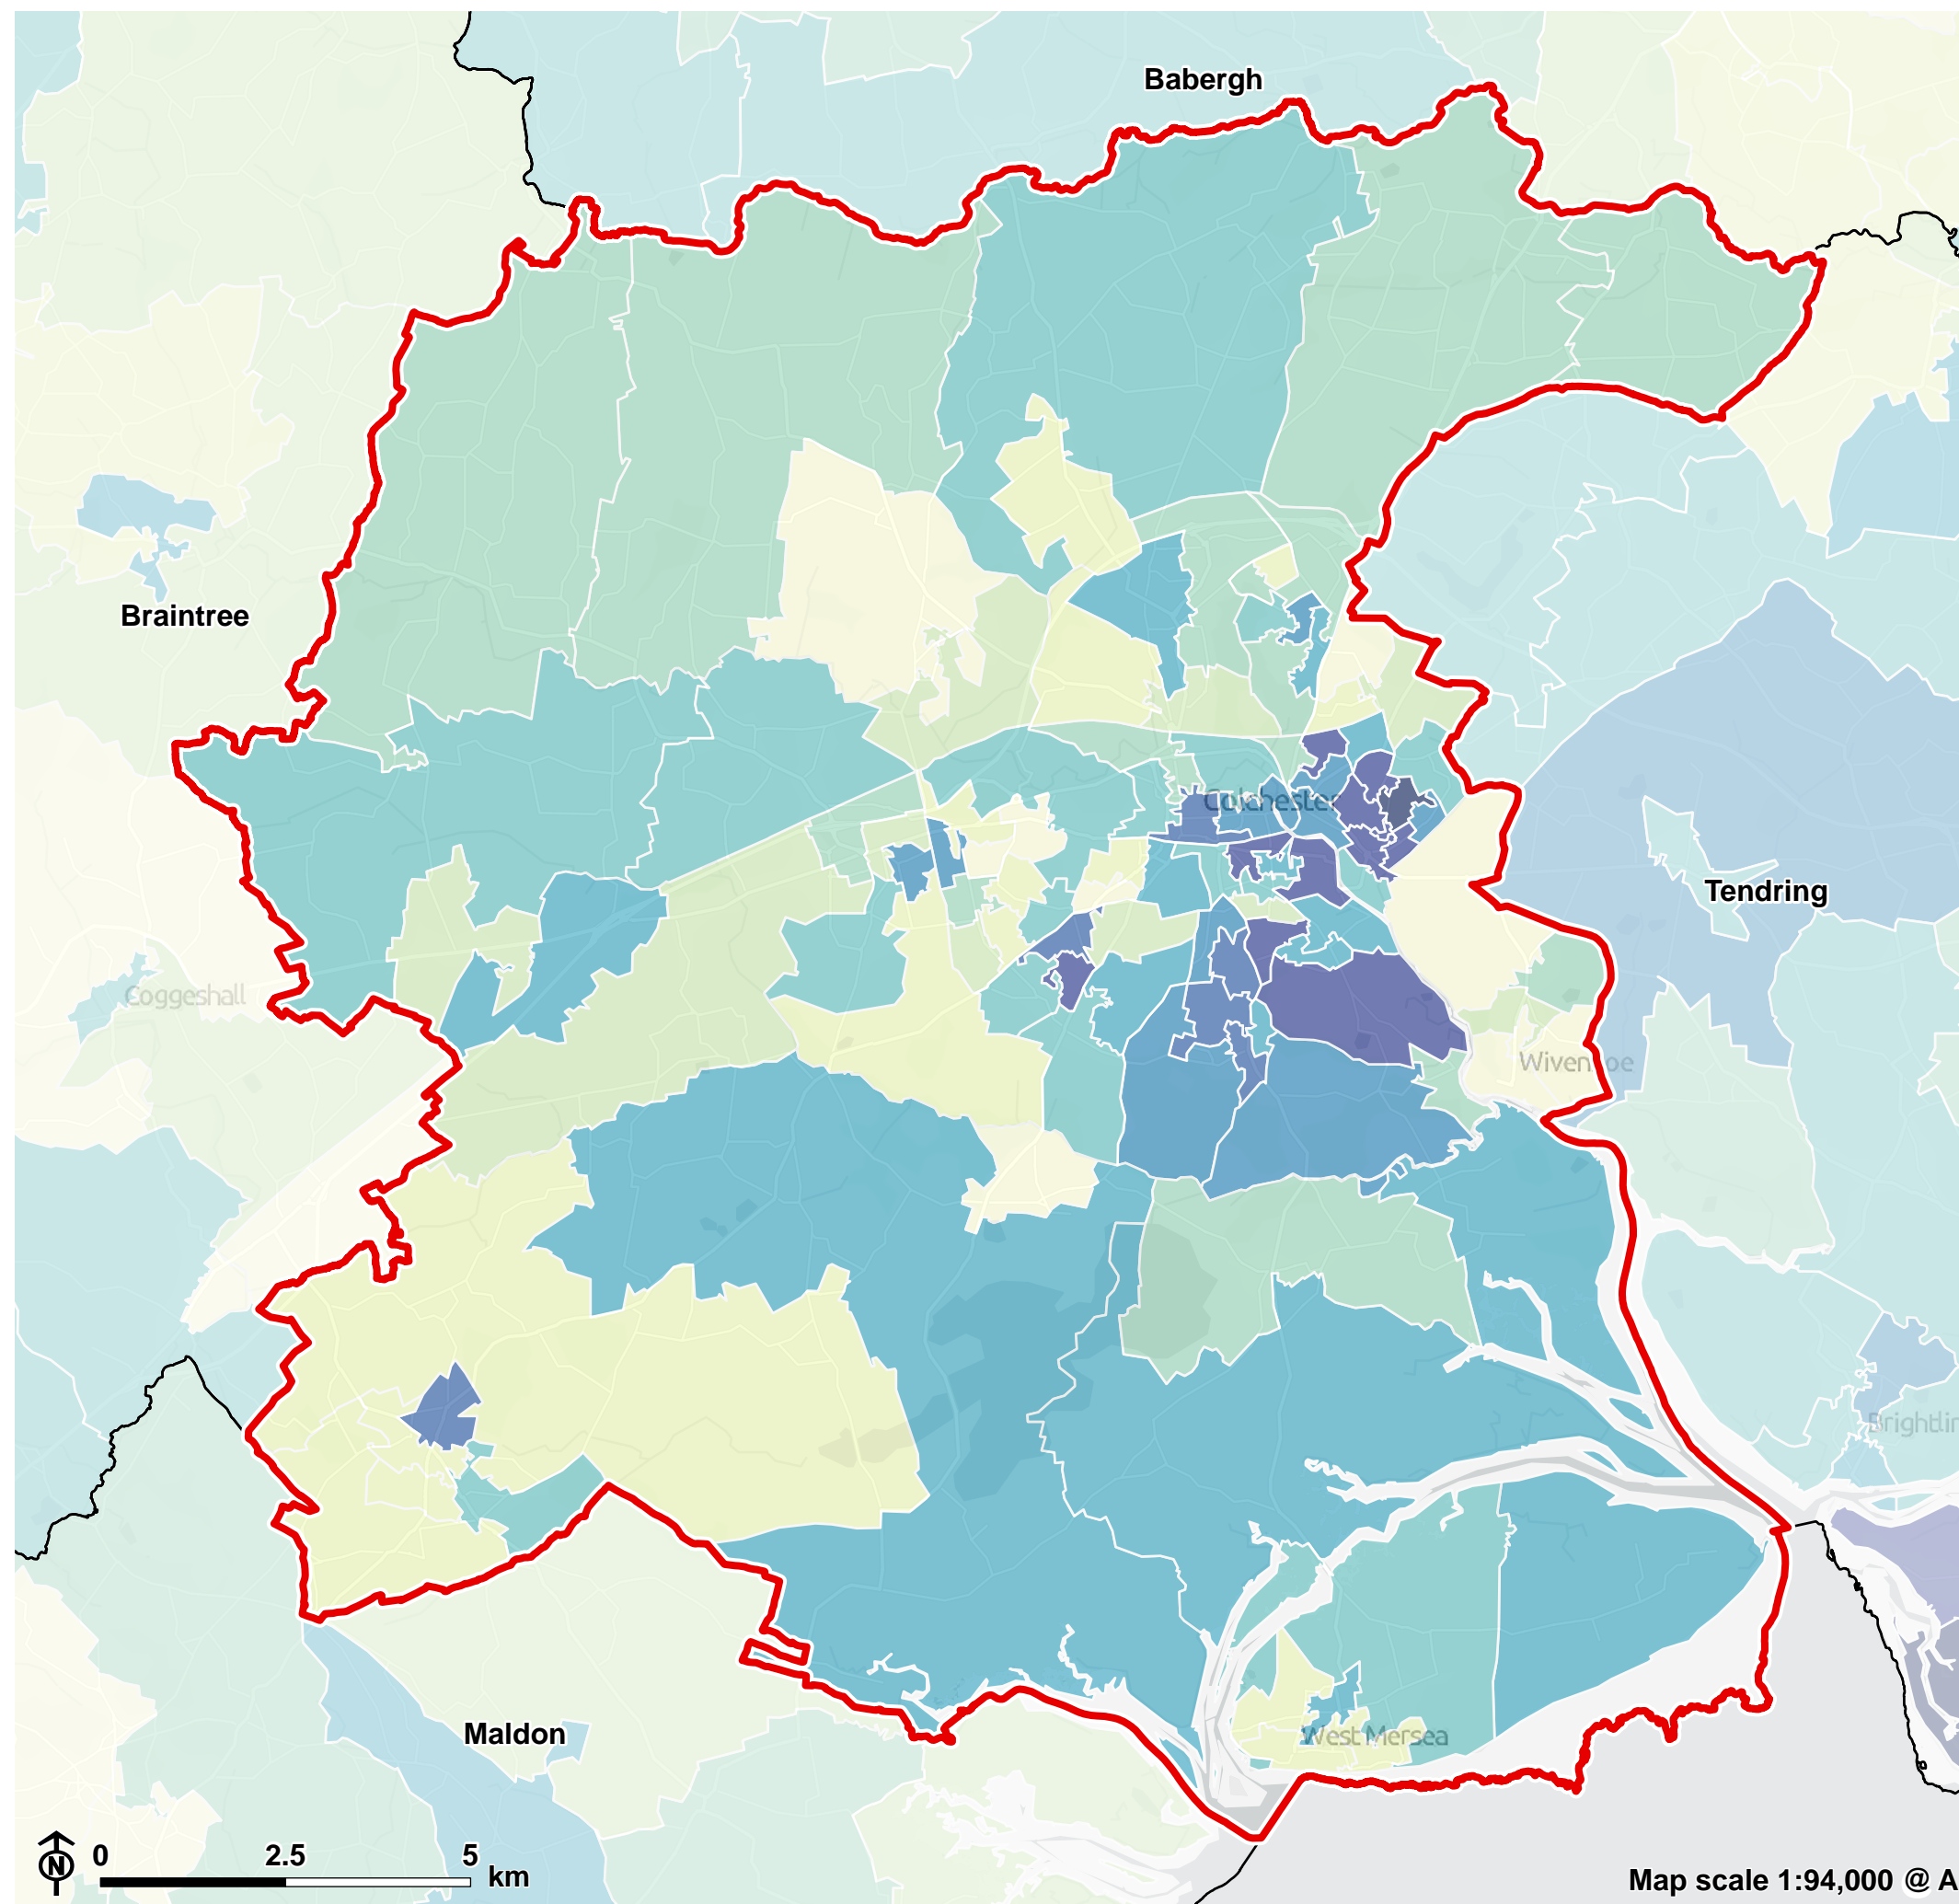 Babergh
Braintree
Colchester
Tendring
Coggeshall
Wivenhoe
Brightlin
Maldon
West Mersea
N
0 2.5 5 km
Map scale 1:94,000 @ A